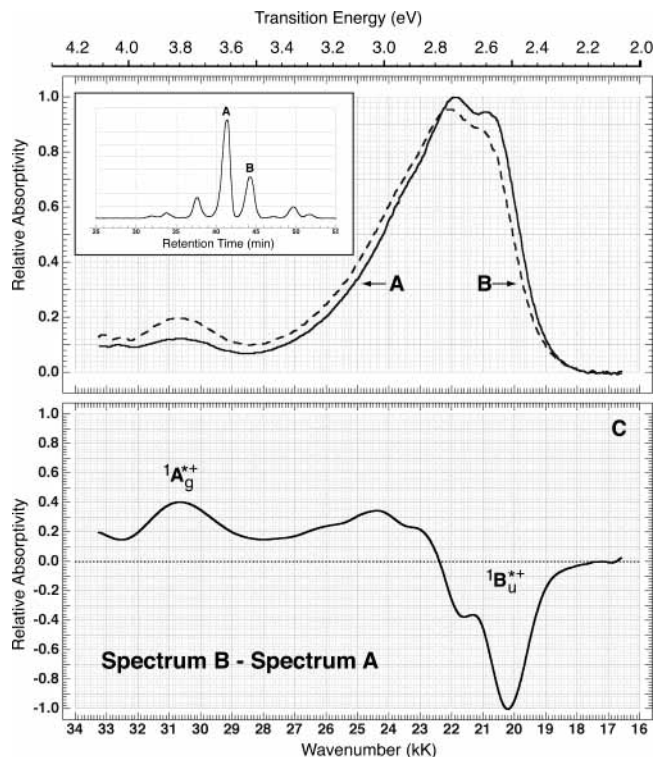 Transition Energy (eV)
4.2 4.0 3.8 3.6 3.4 3.2 3.0 2.8 2.6 2.4 2.2 2.0
Relative Absorptivity
1.0
0.8
0.6
0.4
0.2
0.0
A
B
Retention Time (min)
A
B
Relative Absorptivity
1.0
0.8
0.6
0.4
0.2
0.0
-0.2
-0.4
-0.6
-0.8
-1.0
C
¹A*⁺g
¹B*⁺u
Spectrum B - Spectrum A
34 33 32 31 30 29 28 27 26 25 24 23 22 21 20 19 18 17 16
Wavenumber (kK)